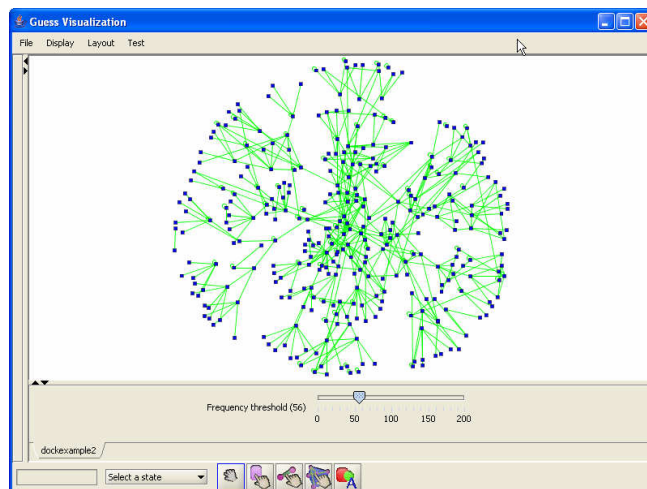 Guess Visualization
File Display Layout Test
Frequency threshold (56)
0 50 100 150 200
dockexample2
Select a state
A